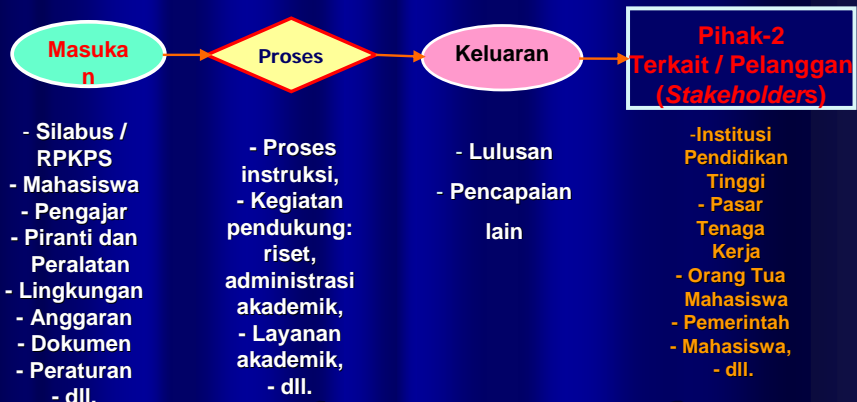 Masuka
n
Proses
Keluaran
Pihak-2
Terkait / Pelanggan
(Stakeholders)
- Silabus /
RPKPS
- Mahasiswa
- Pengajar
- Piranti dan
Peralatan
- Lingkungan
- Anggaran
- Dokumen
- Peraturan
- dll.
- Proses
instruksi,
- Kegiatan
pendukung:
riset,
administrasi
akademik,
- Layanan
akademik,
- dll.
- Lulusan
- Pencapaian
lain
-Institusi
Pendidikan
Tinggi
- Pasar
Tenaga
Kerja
- Orang Tua
Mahasiswa
- Pemerintah
- Mahasiswa,
- dll.